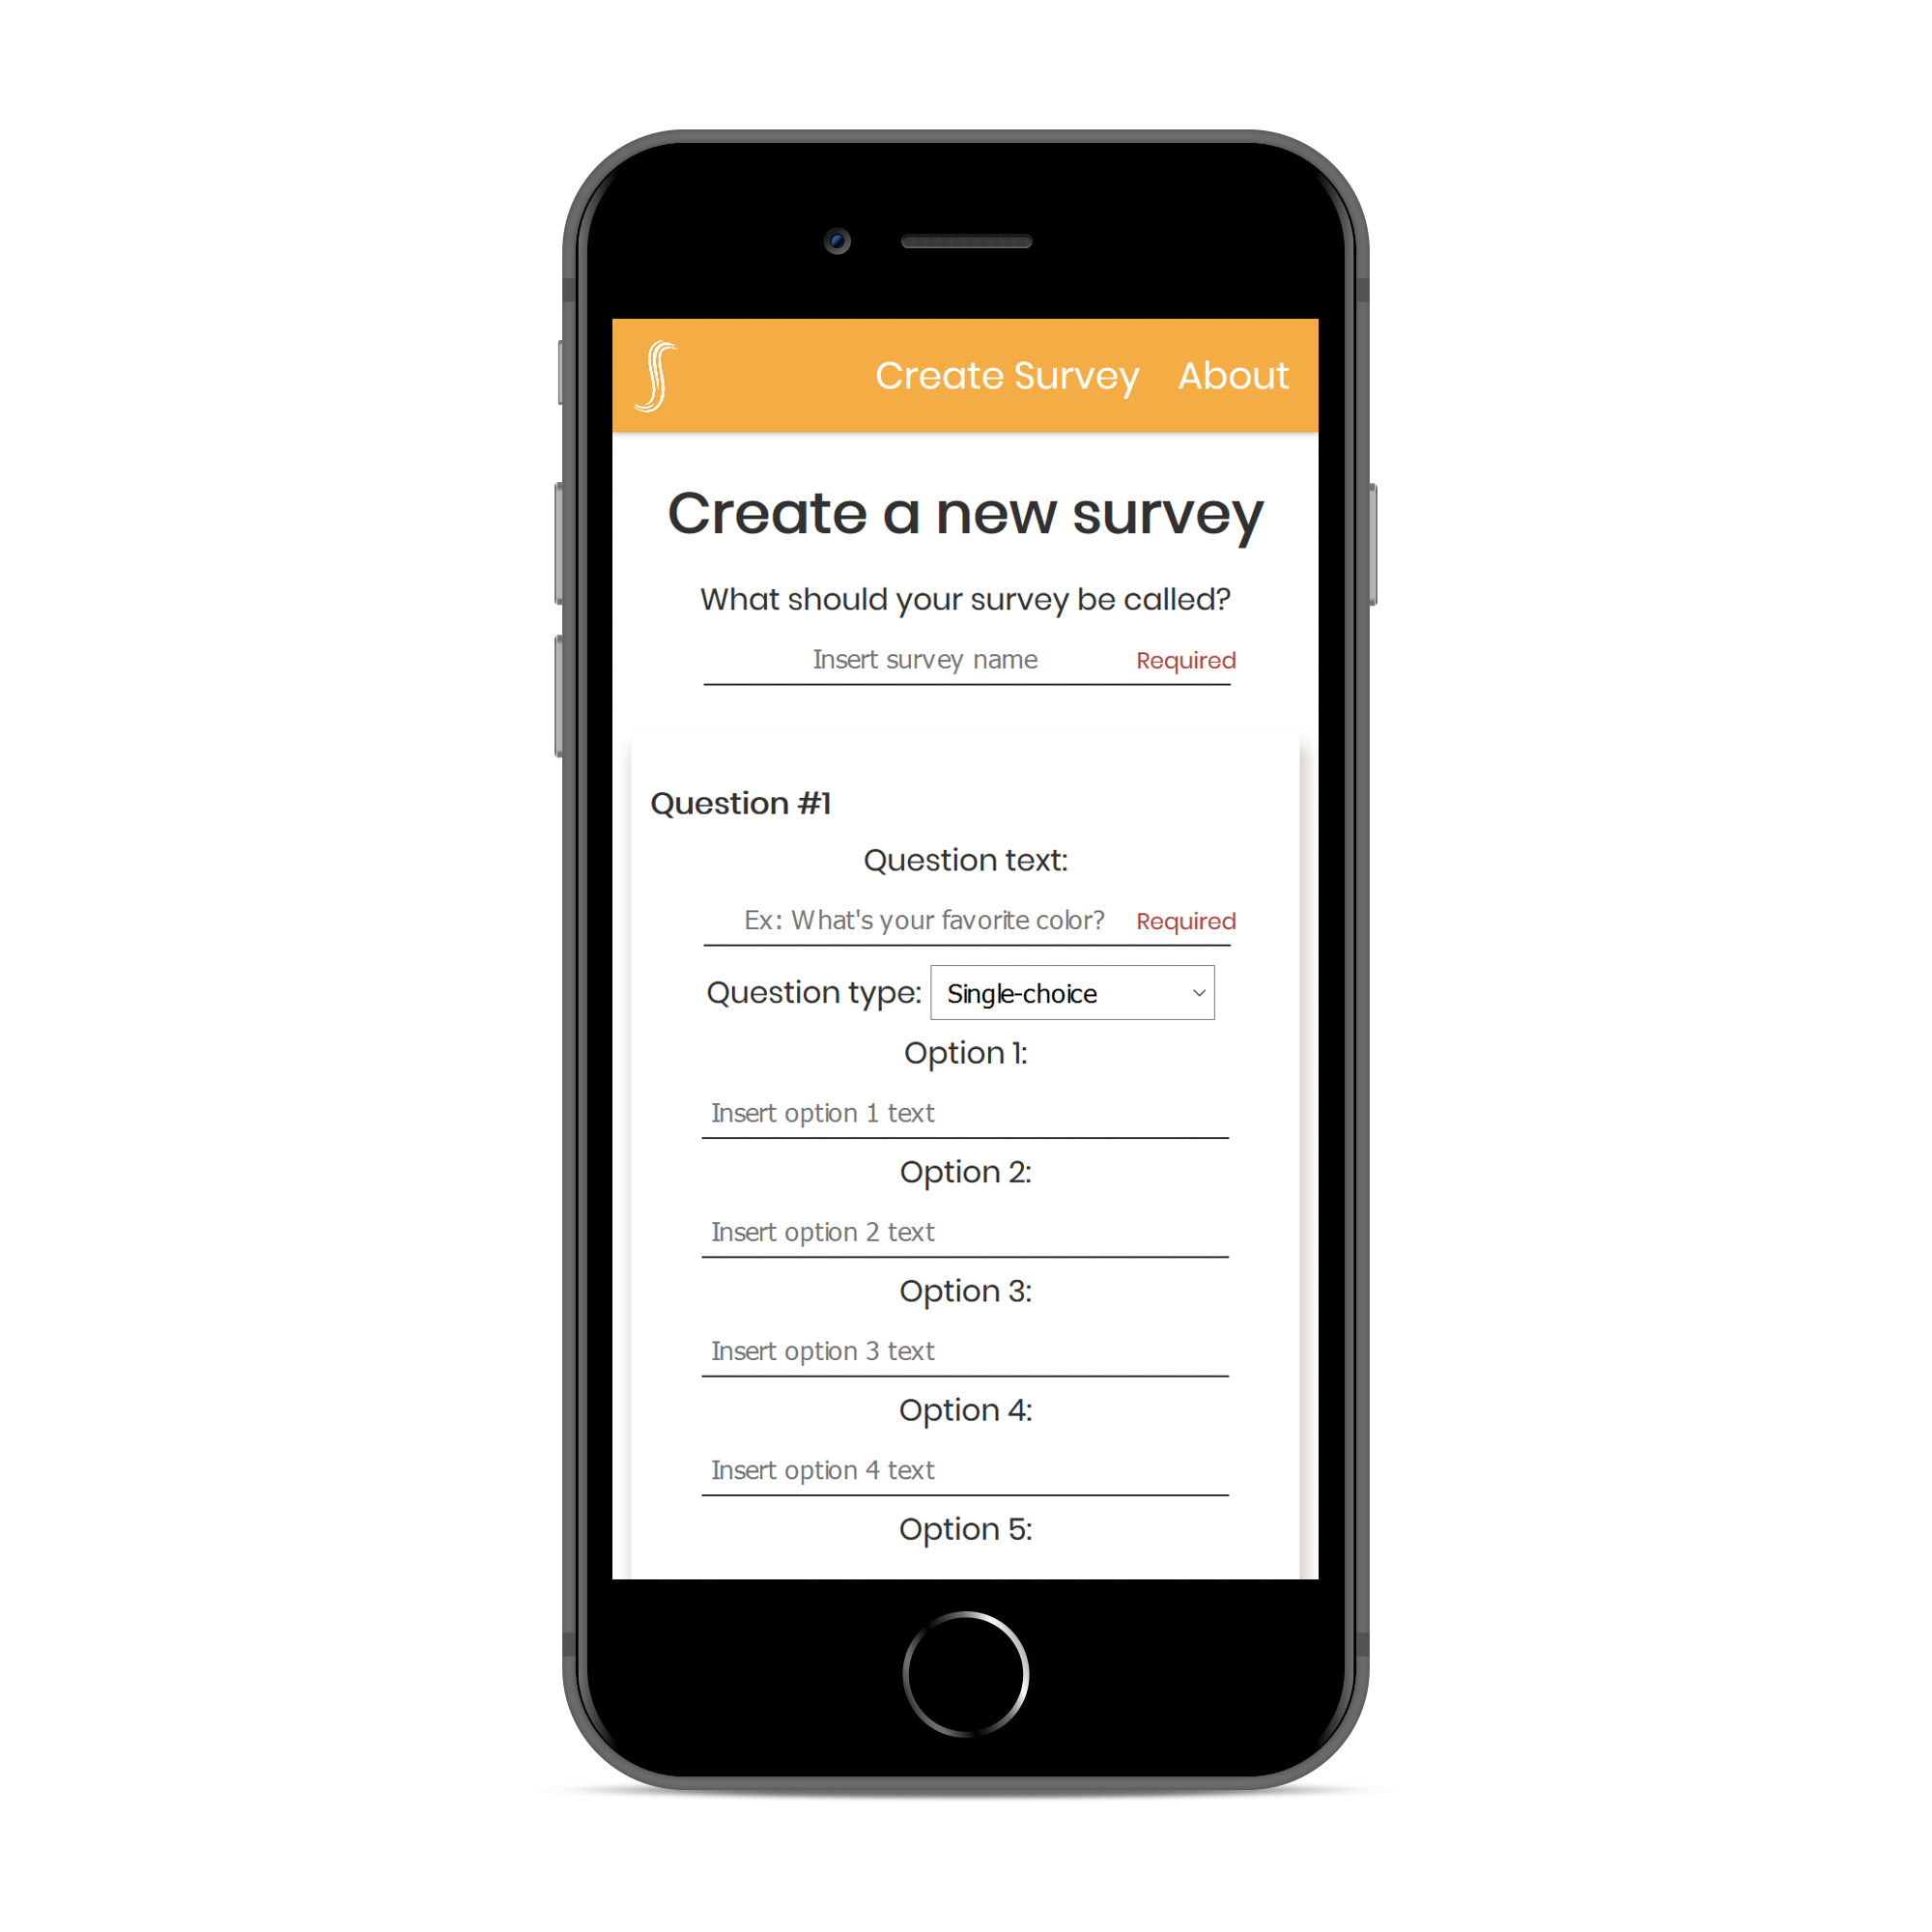 Create Survey About
Create a new survey
What should your survey be called?
Insert survey name Required
Question #1
Question text:
Ex: What's your favorite color? Required
Question type: Single-choice
Option 1:
Insert option 1 text
Option 2:
Insert option 2 text
Option 3:
Insert option 3 text
Option 4:
Insert option 4 text
Option 5: